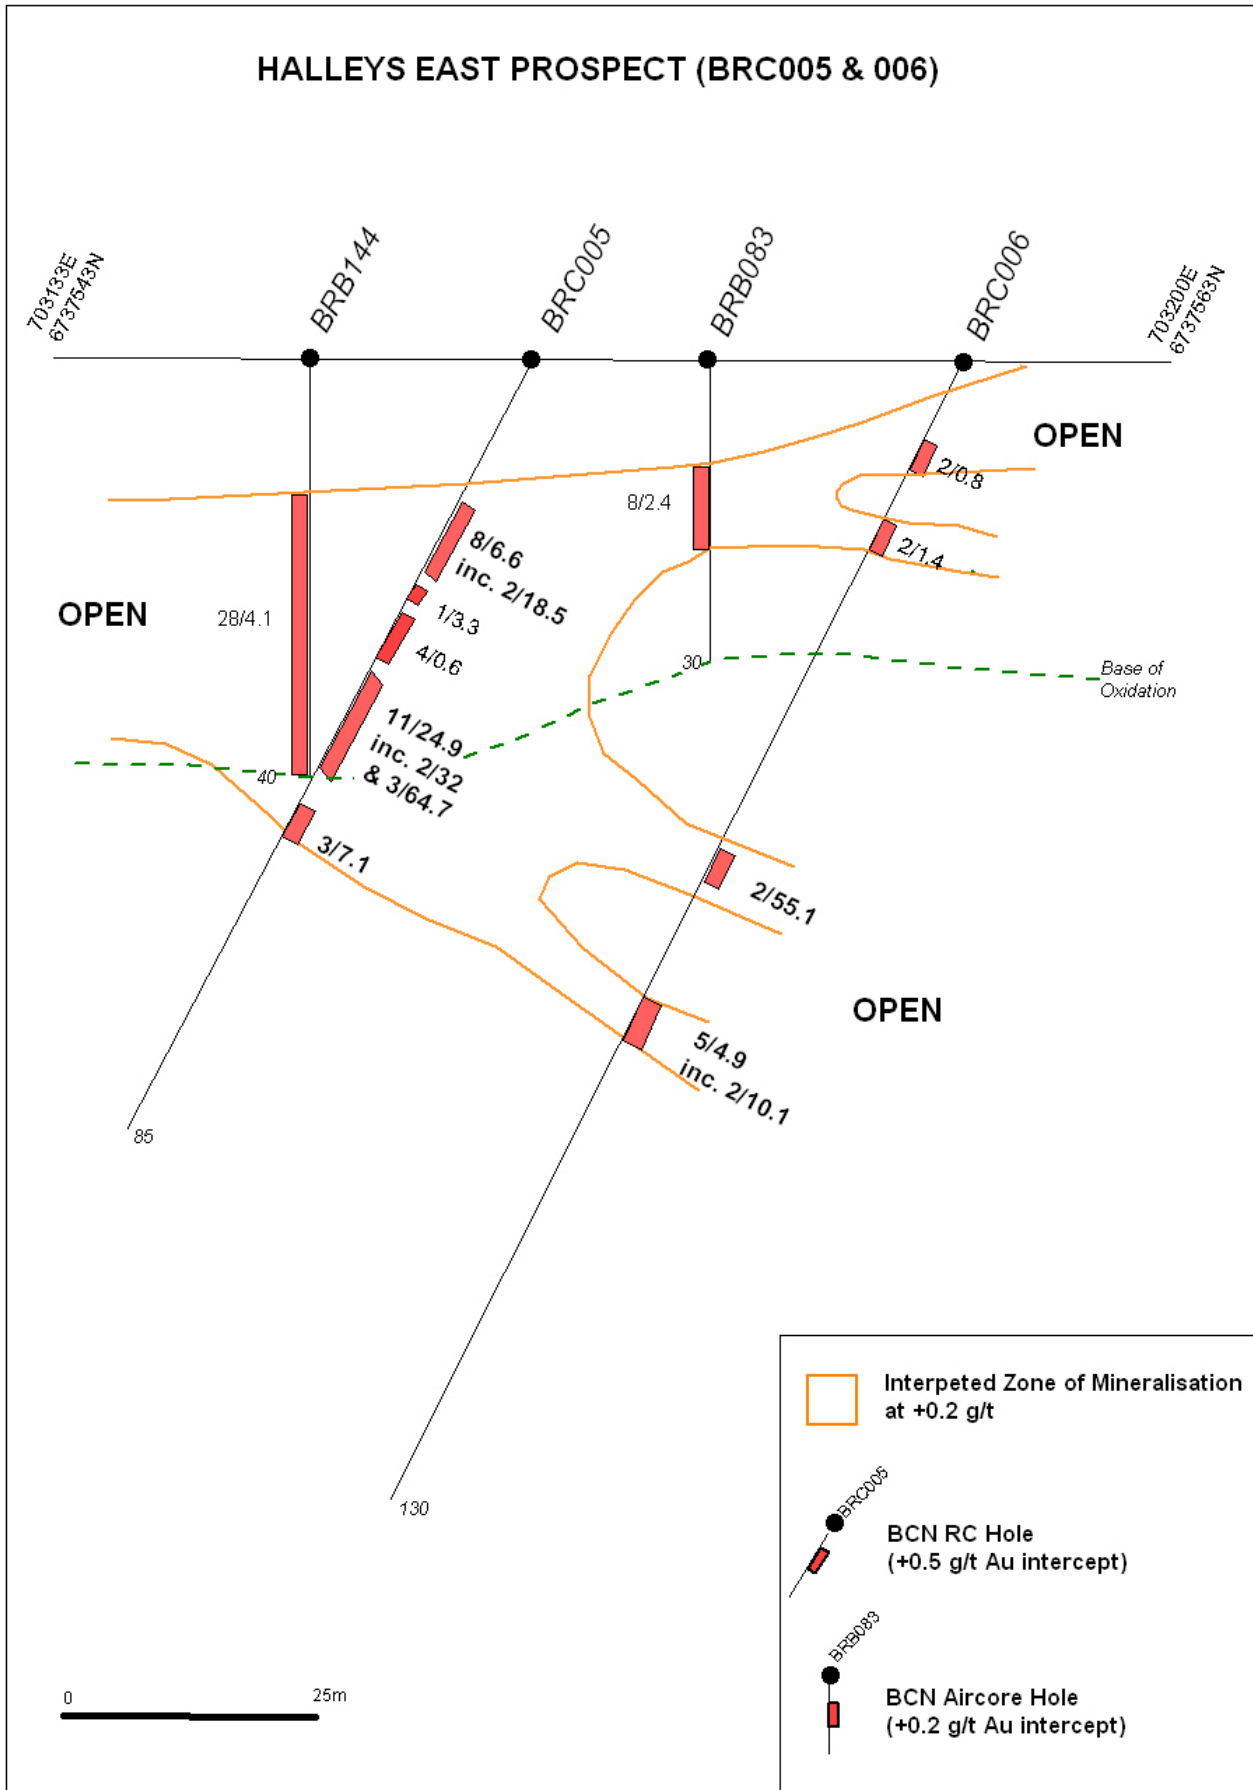 HALLEYS EAST PROSPECT (BRC005 & 006)
703133E
6737543N
BRB144
BRC005
BRB083
BRC006
703200E
6737563N
OPEN
2/0.8
8/2.4
2/1.4
8/6.6
inc. 2/18.5
OPEN
28/4.1
1/3.3
4/0.6
30
Base of
Oxidation
11/24.9
inc. 2/32
& 3/64.7
40
3/7.1
2/55.1
OPEN
5/4.9
inc. 2/10.1
85
130
Interpeted Zone of Mineralisation
at +0.2 g/t
BRC005
BCN RC Hole
(+0.5 g/t Au intercept)
BRB083
BCN Aircore Hole
(+0.2 g/t Au intercept)
0
25m